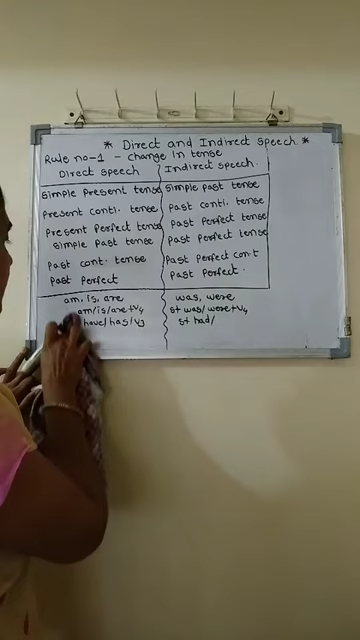 * Direct and Indirect Speech *
Rule no-1 - change in tense
Direct speech Indirect speech.
Simple Present tense Simple Past tense
Present conti. tense Past conti. tense
Present Perfect tense Past Perfect tense
Simple Past tense Past Perfect tense
Past cont. tense Past Perfect con.t
Past Perfect Past Perfect.
am, is, are was, were
am/is/are+V4 S+ was/were+V4
have/has/V3 S+ had/